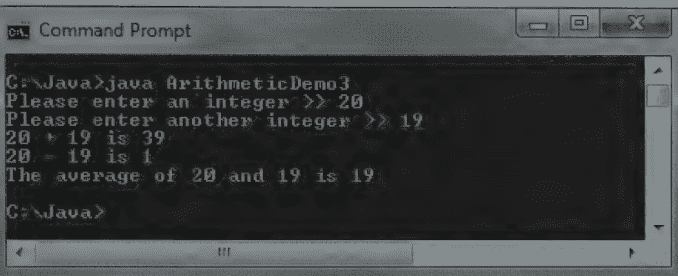 C:\. Command Prompt
C:\Java>java ArithmeticDemo3
Please enter an integer >> 20
Please enter another integer >> 19
20 + 19 is 39
20 - 19 is 1
The average of 20 and 19 is 19
C:\Java>